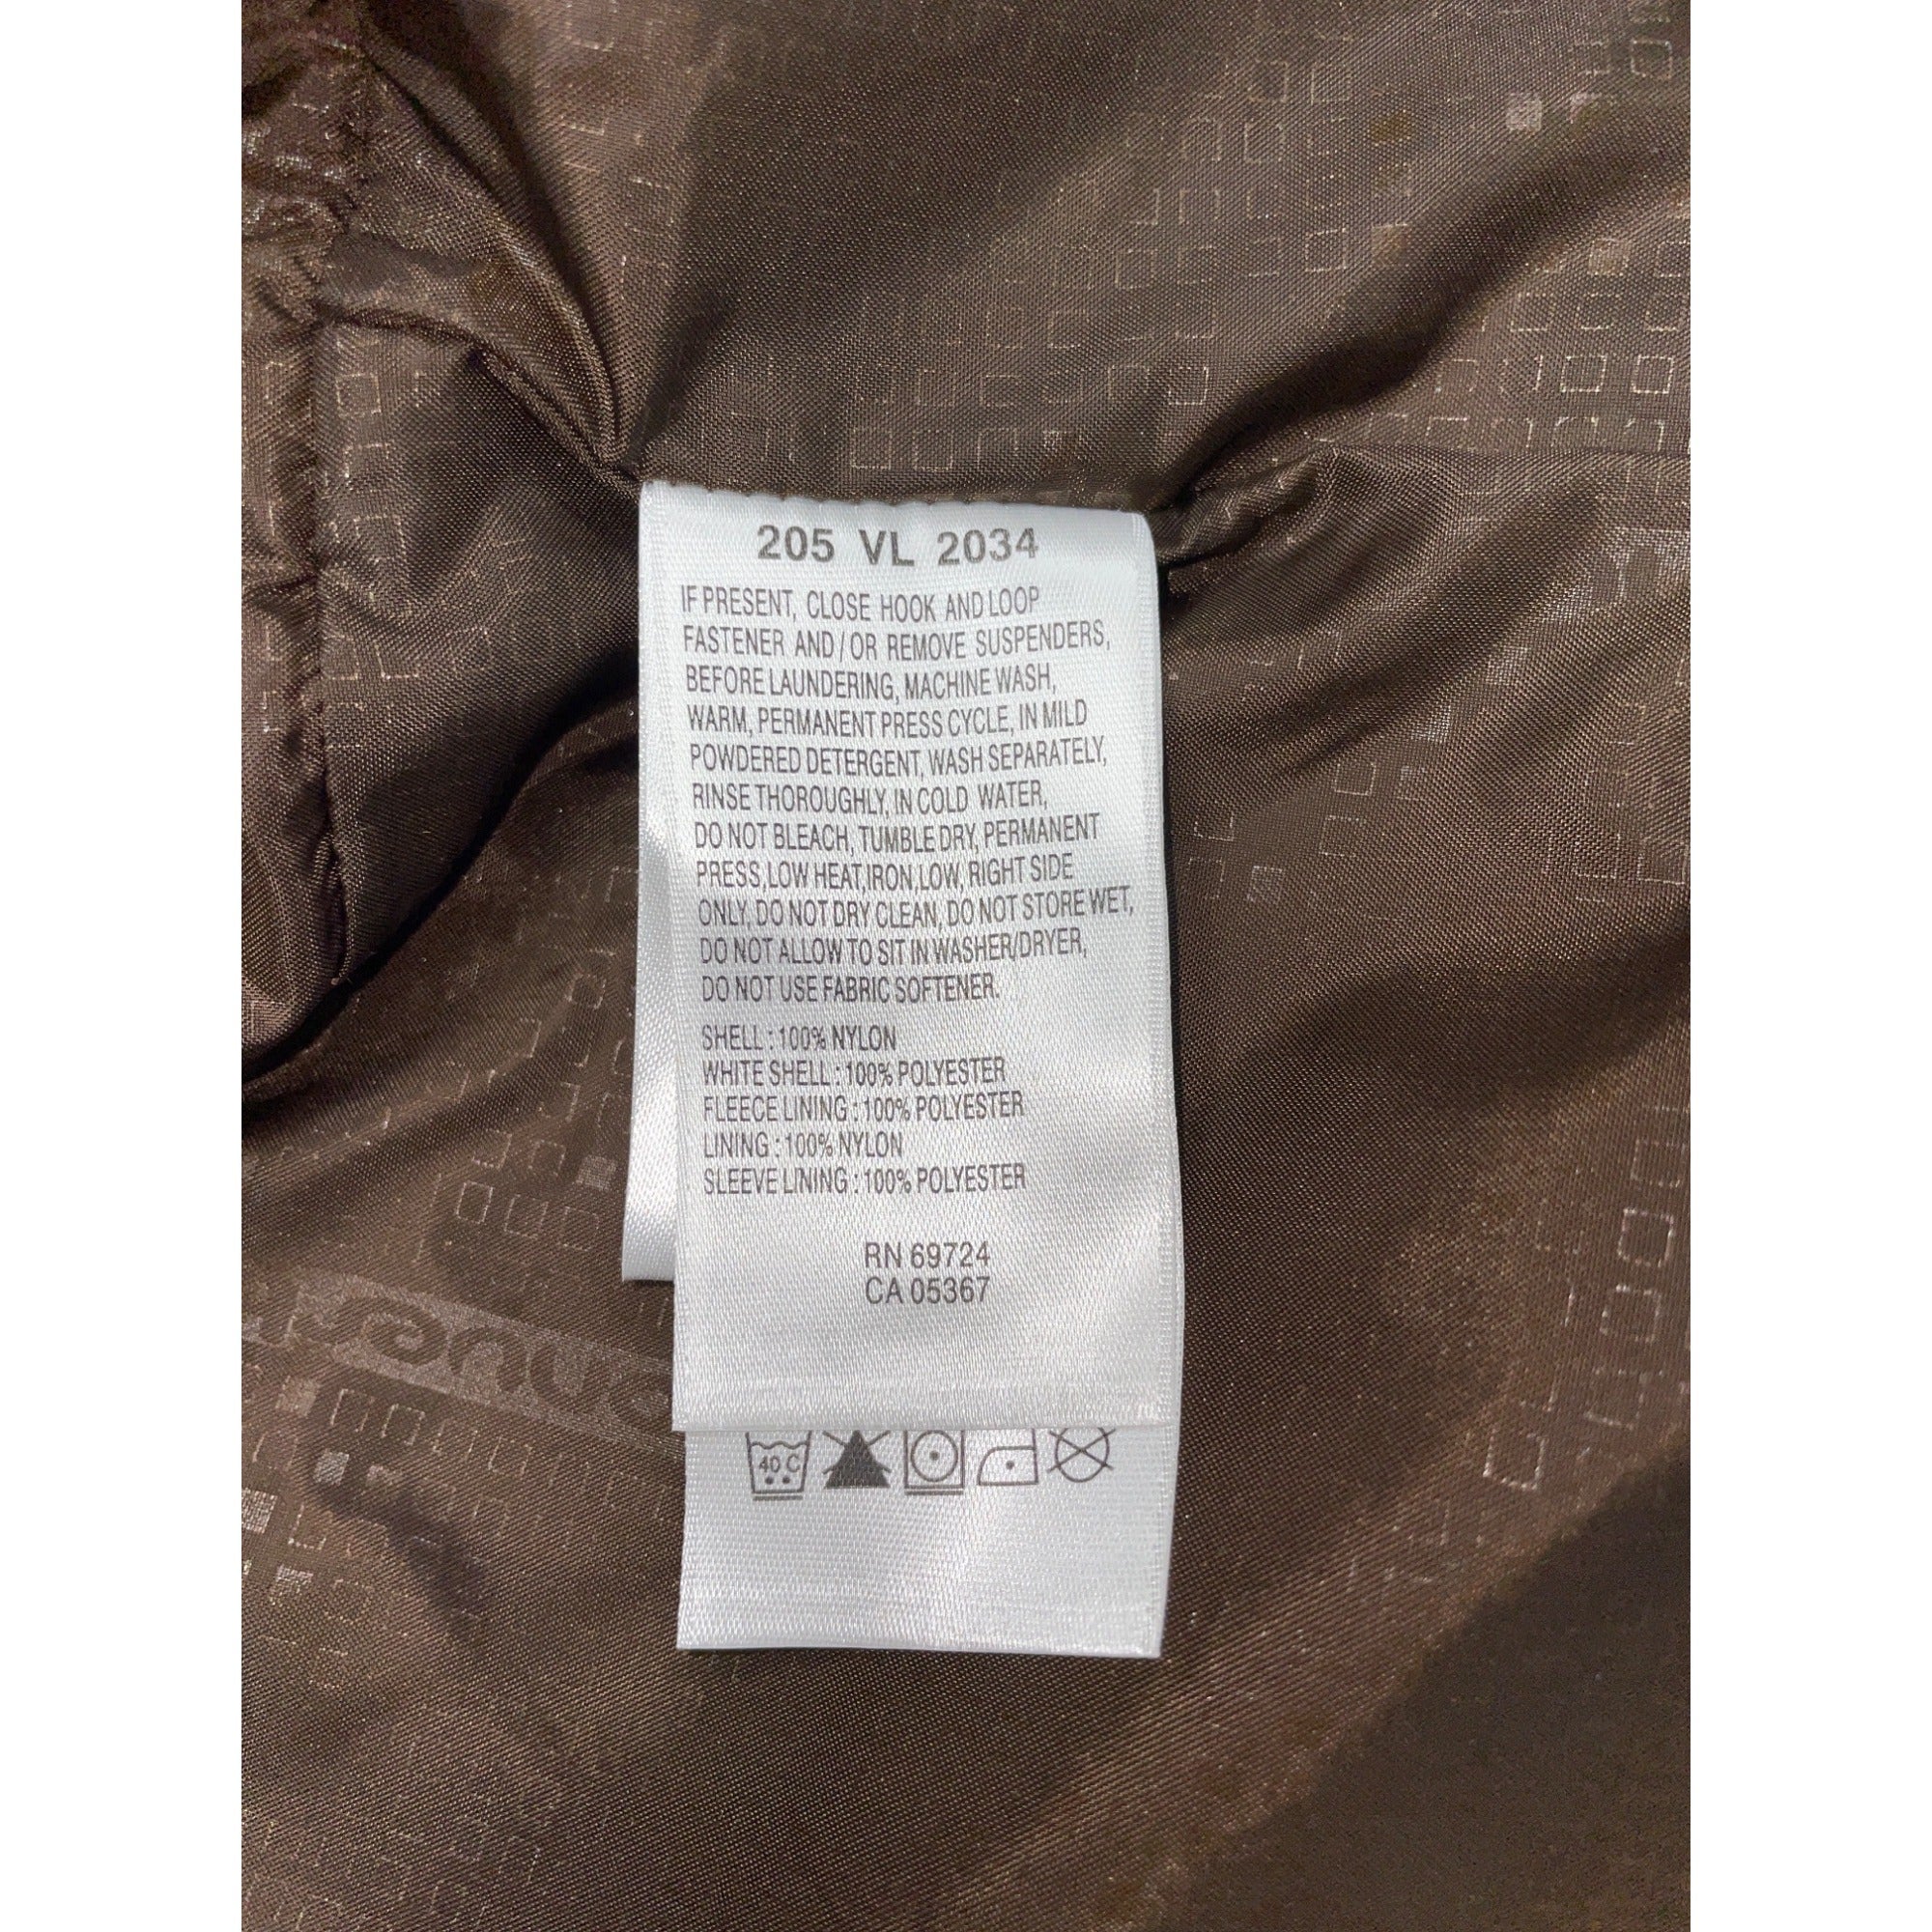 205 VL 2034
IF PRESENT, CLOSE HOOK AND LOOP
FASTENER AND/OR REMOVE SUSPENDERS,
BEFORE LAUNDERING, MACHINE WASH,
WARM, PERMANENT PRESS CYCLE, IN MILD
POWDERED DETERGENT, WASH SEPARATELY,
RINSE THOROUGHLY, IN COLD WATER,
DO NOT BLEACH, TUMBLE DRY, PERMANENT
PRESS, LOW HEAT, IRON LOW, RIGHT SIDE
ONLY, DO NOT DRY CLEAN, DO NOT STORE WET,
DO NOT ALLOW TO SIT IN WASHER/DRYER,
DO NOT USE FABRIC SOFTENER.
SHELL : 100% NYLON
WHITE SHELL : 100% POLYESTER
FLEECE LINING : 100% POLYESTER
LINING : 100% NYLON
SLEEVE LINING : 100% POLYESTER
RN 69724
CA 05367
40 C